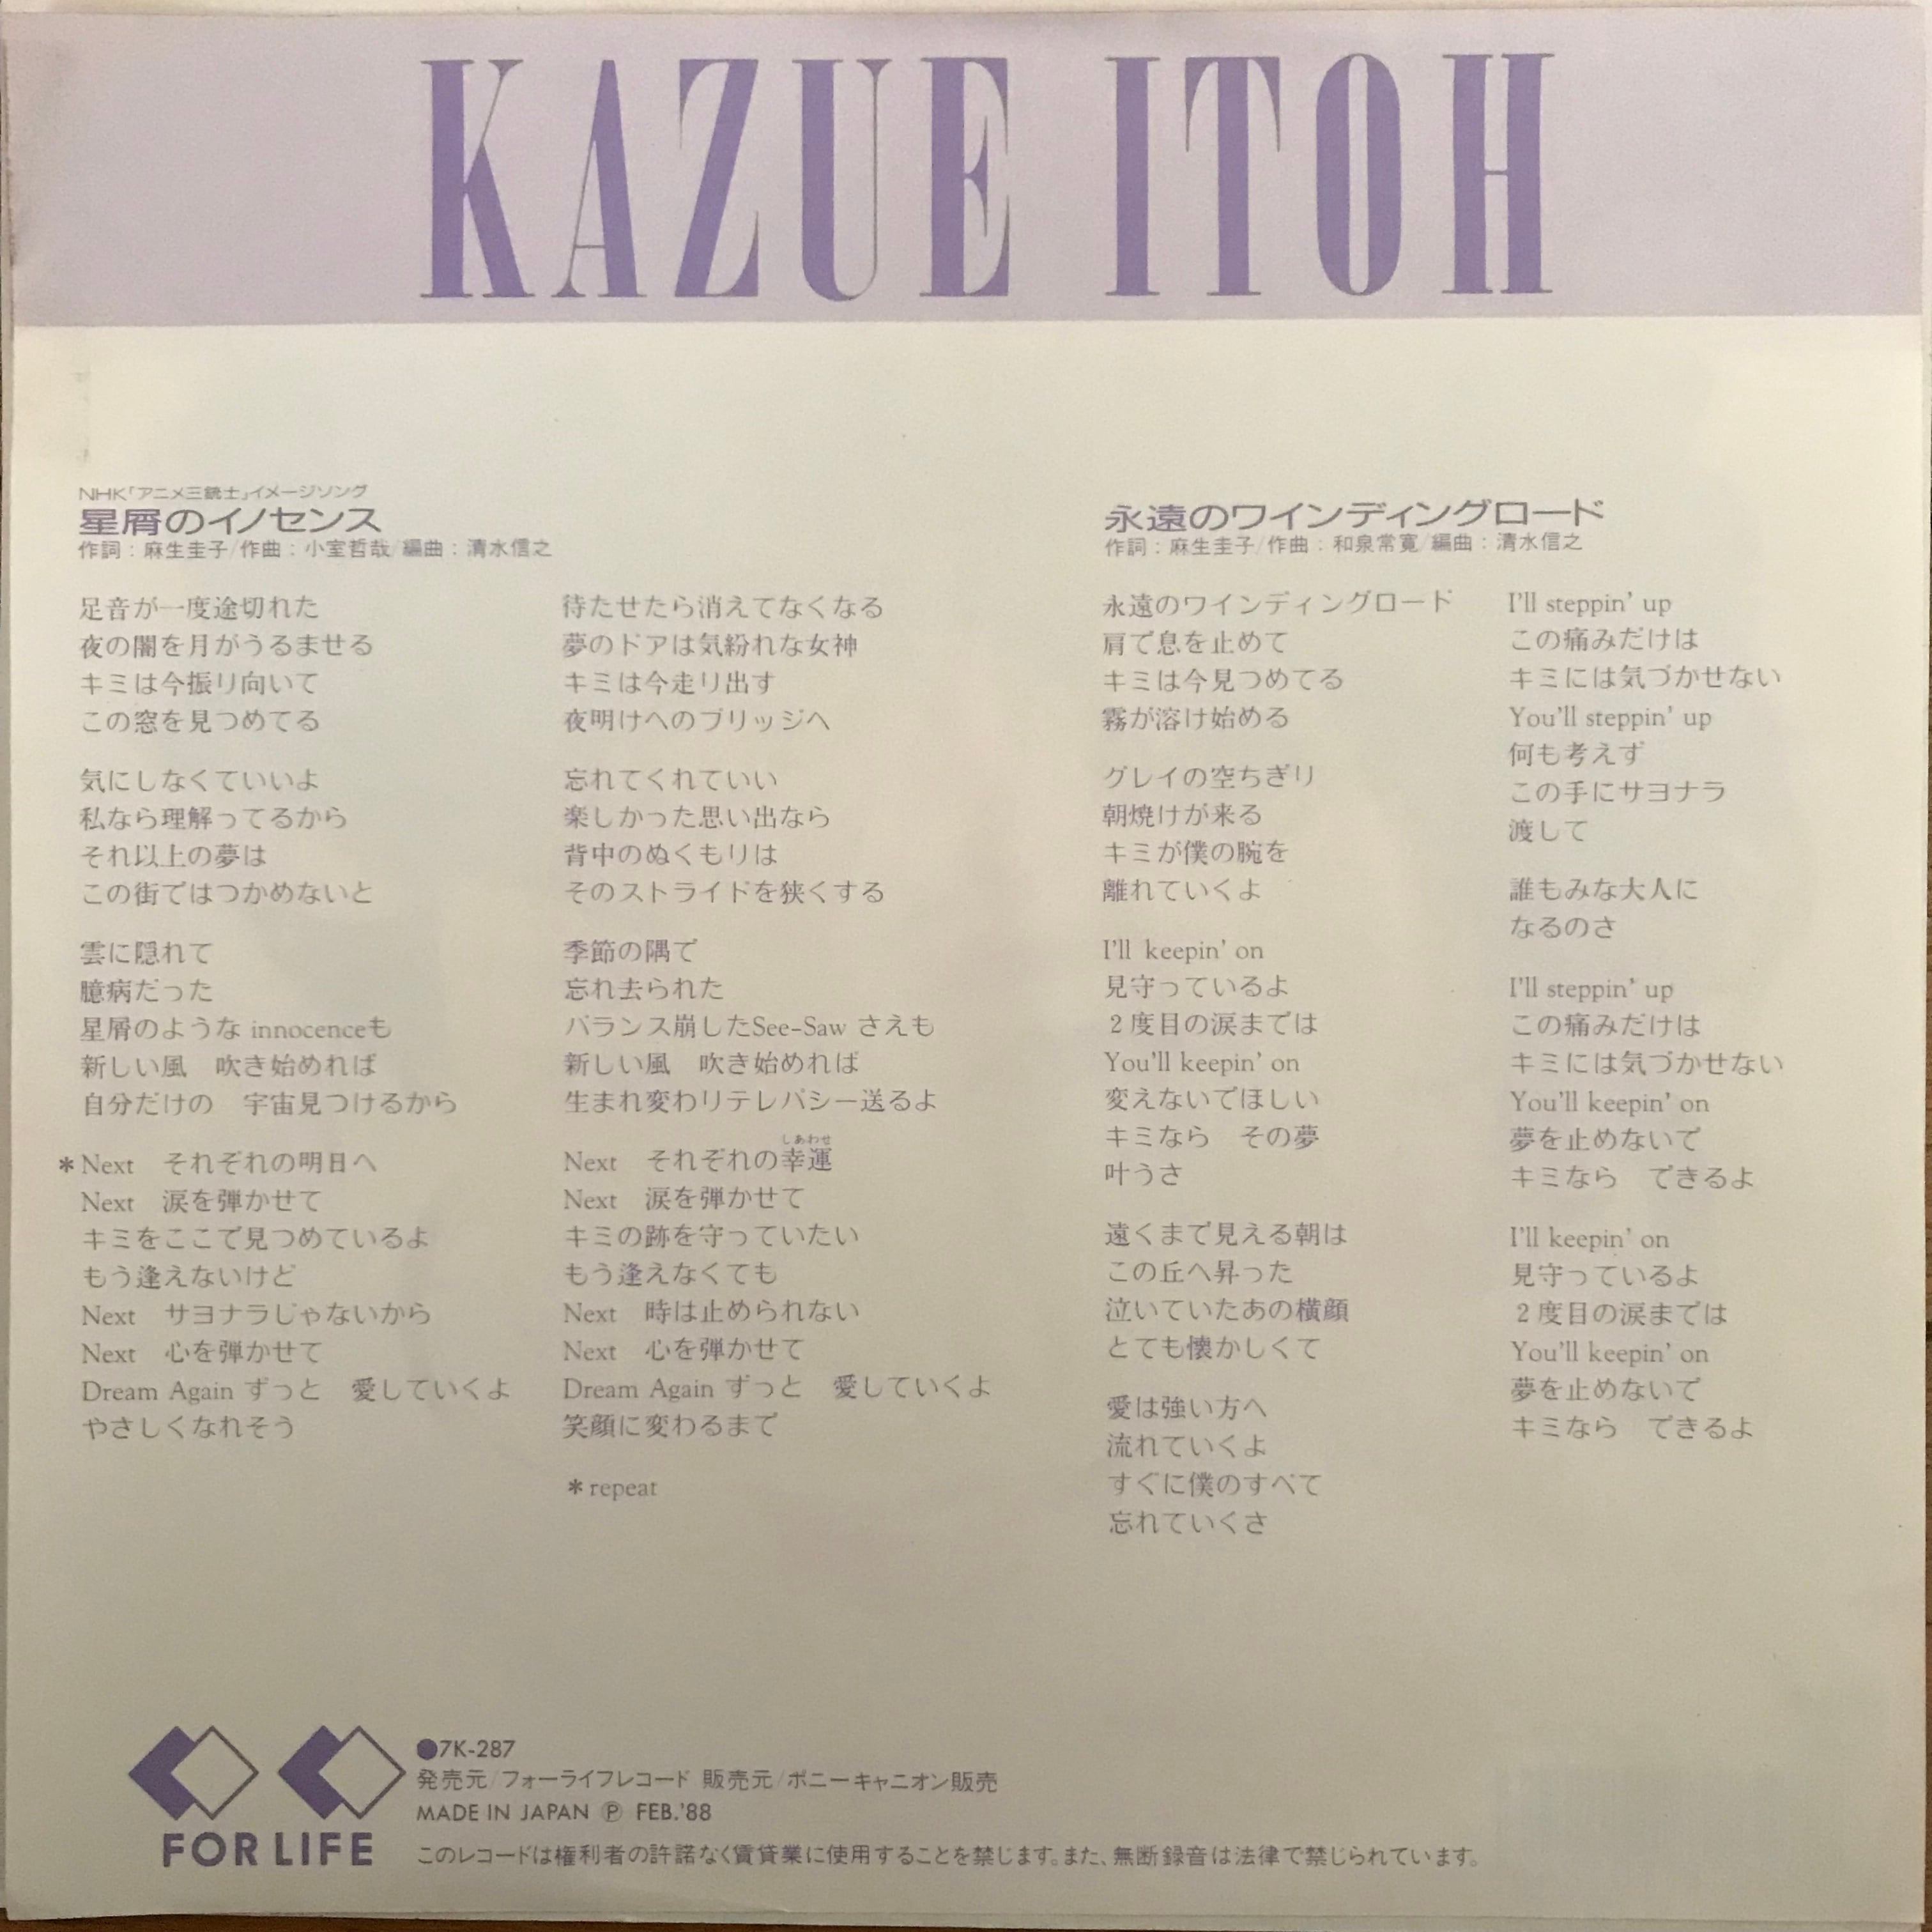 KAZUE ITOH
NHK「アニメ三銃士」イメージソング
星屑のイノセンス
作詞：麻生圭子/作曲：小室哲哉/編曲：清水信之
足音が一度途切れた
夜の闇を月がうるませる
キミは今振り向いて
この窓を見つめてる
気にしなくていいよ
私なら理解ってるから
それ以上の夢は
この街ではつかめないと
雲に隠れて
臆病だった
星屑のような innocenceも
新しい風　吹き始めれば
自分だけの　宇宙見つけるから
＊Next　それぞれの明日へ
Next　涙を弾かせて
キミをここで見つめているよ
もう逢えないけど
Next　サヨナラじゃないから
Next　心を弾かせて
Dream Again ずっと　愛していくよ
やさしくなれそう
待たせたら消えてなくなる
夢のドアは気紛れな女神
キミは今走り出す
夜明けへのブリッジへ
忘れてくれていい
楽しかった思い出なら
背中のぬくもりは
そのストライドを狭くする
季節の隅で
忘れ去られた
バランス崩したSee-Saw さえも
新しい風　吹き始めれば
生まれ変わりテレパシー送るよ
しあわせ
Next　それぞれの幸運
Next　涙を弾かせて
キミの跡を守っていたい
もう逢えなくても
Next　時は止められない
Next　心を弾かせて
Dream Again ずっと　愛していくよ
笑顔に変わるまで
＊repeat
永遠のワインディングロード
作詞：麻生圭子/作曲：和泉常寛/編曲：清水信之
永遠のワインディングロード
肩で息を止めて
キミは今見つめてる
霧が溶け始める
グレイの空ちぎり
朝焼けが来る
キミが僕の腕を
離れていくよ
I'll keepin' on
見守っているよ
２度目の涙までは
You'll keepin' on
変えないでほしい
キミなら　その夢
叶うさ
遠くまで見える朝は
この丘へ昇った
泣いていたあの横顔
とても懐かしくて
愛は強い方へ
流れていくよ
すぐに僕のすべて
忘れていくさ
I'll steppin' up
この痛みだけは
キミには気づかせない
You'll steppin' up
何も考えず
この手にサヨナラ
渡して
誰もみな大人に
なるのさ
I'll steppin' up
この痛みだけは
キミには気づかせない
You'll keepin' on
夢を止めないで
キミなら　できるよ
I'll keepin' on
見守っているよ
２度目の涙までは
You'll keepin' on
夢を止めないで
キミなら　できるよ
FOR LIFE
●7K-287
発売元/フォーライフレコード 販売元/ポニーキャニオン販売
MADE IN JAPAN Ⓟ FEB.'88
このレコードは権利者の許諾なく賃貸業に使用することを禁じます。また、無断録音は法律で禁じられています。